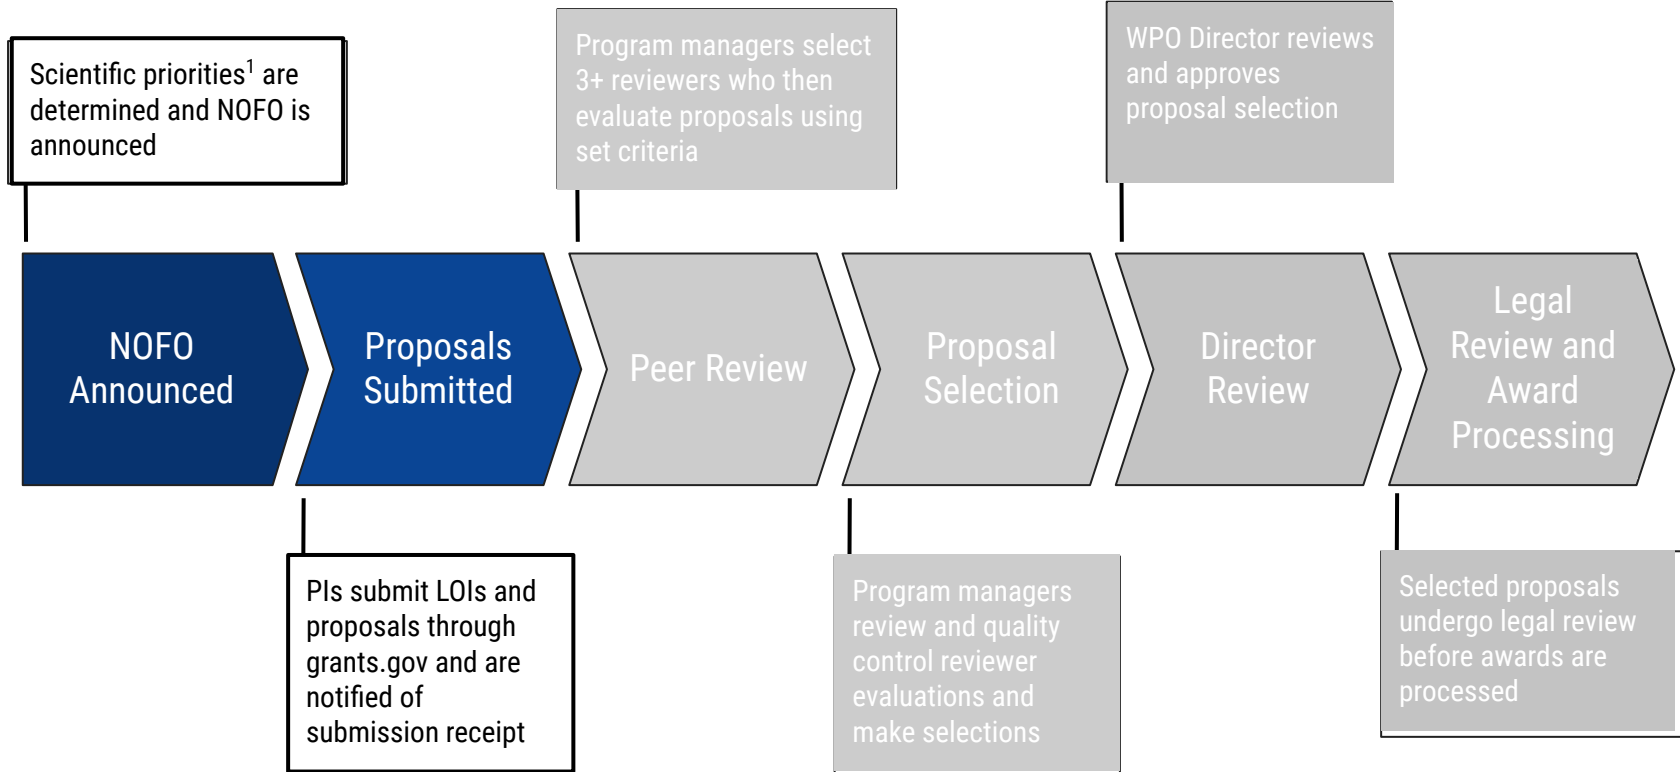 Scientific priorities¹ are
determined and NOFO is
announced
Program managers select
3+ reviewers who then
evaluate proposals using
set criteria
WPO Director reviews
and approves
proposal selection
NOFO
Announced
Proposals
Submitted
Peer Review
Proposal
Selection
Director
Review
Legal
Review and
Award
Processing
PIs submit LOIs and
proposals through
grants.gov and are
notified of
submission receipt
Program managers
review and quality
control reviewer
evaluations and
make selections
Selected proposals
undergo legal review
before awards are
processed